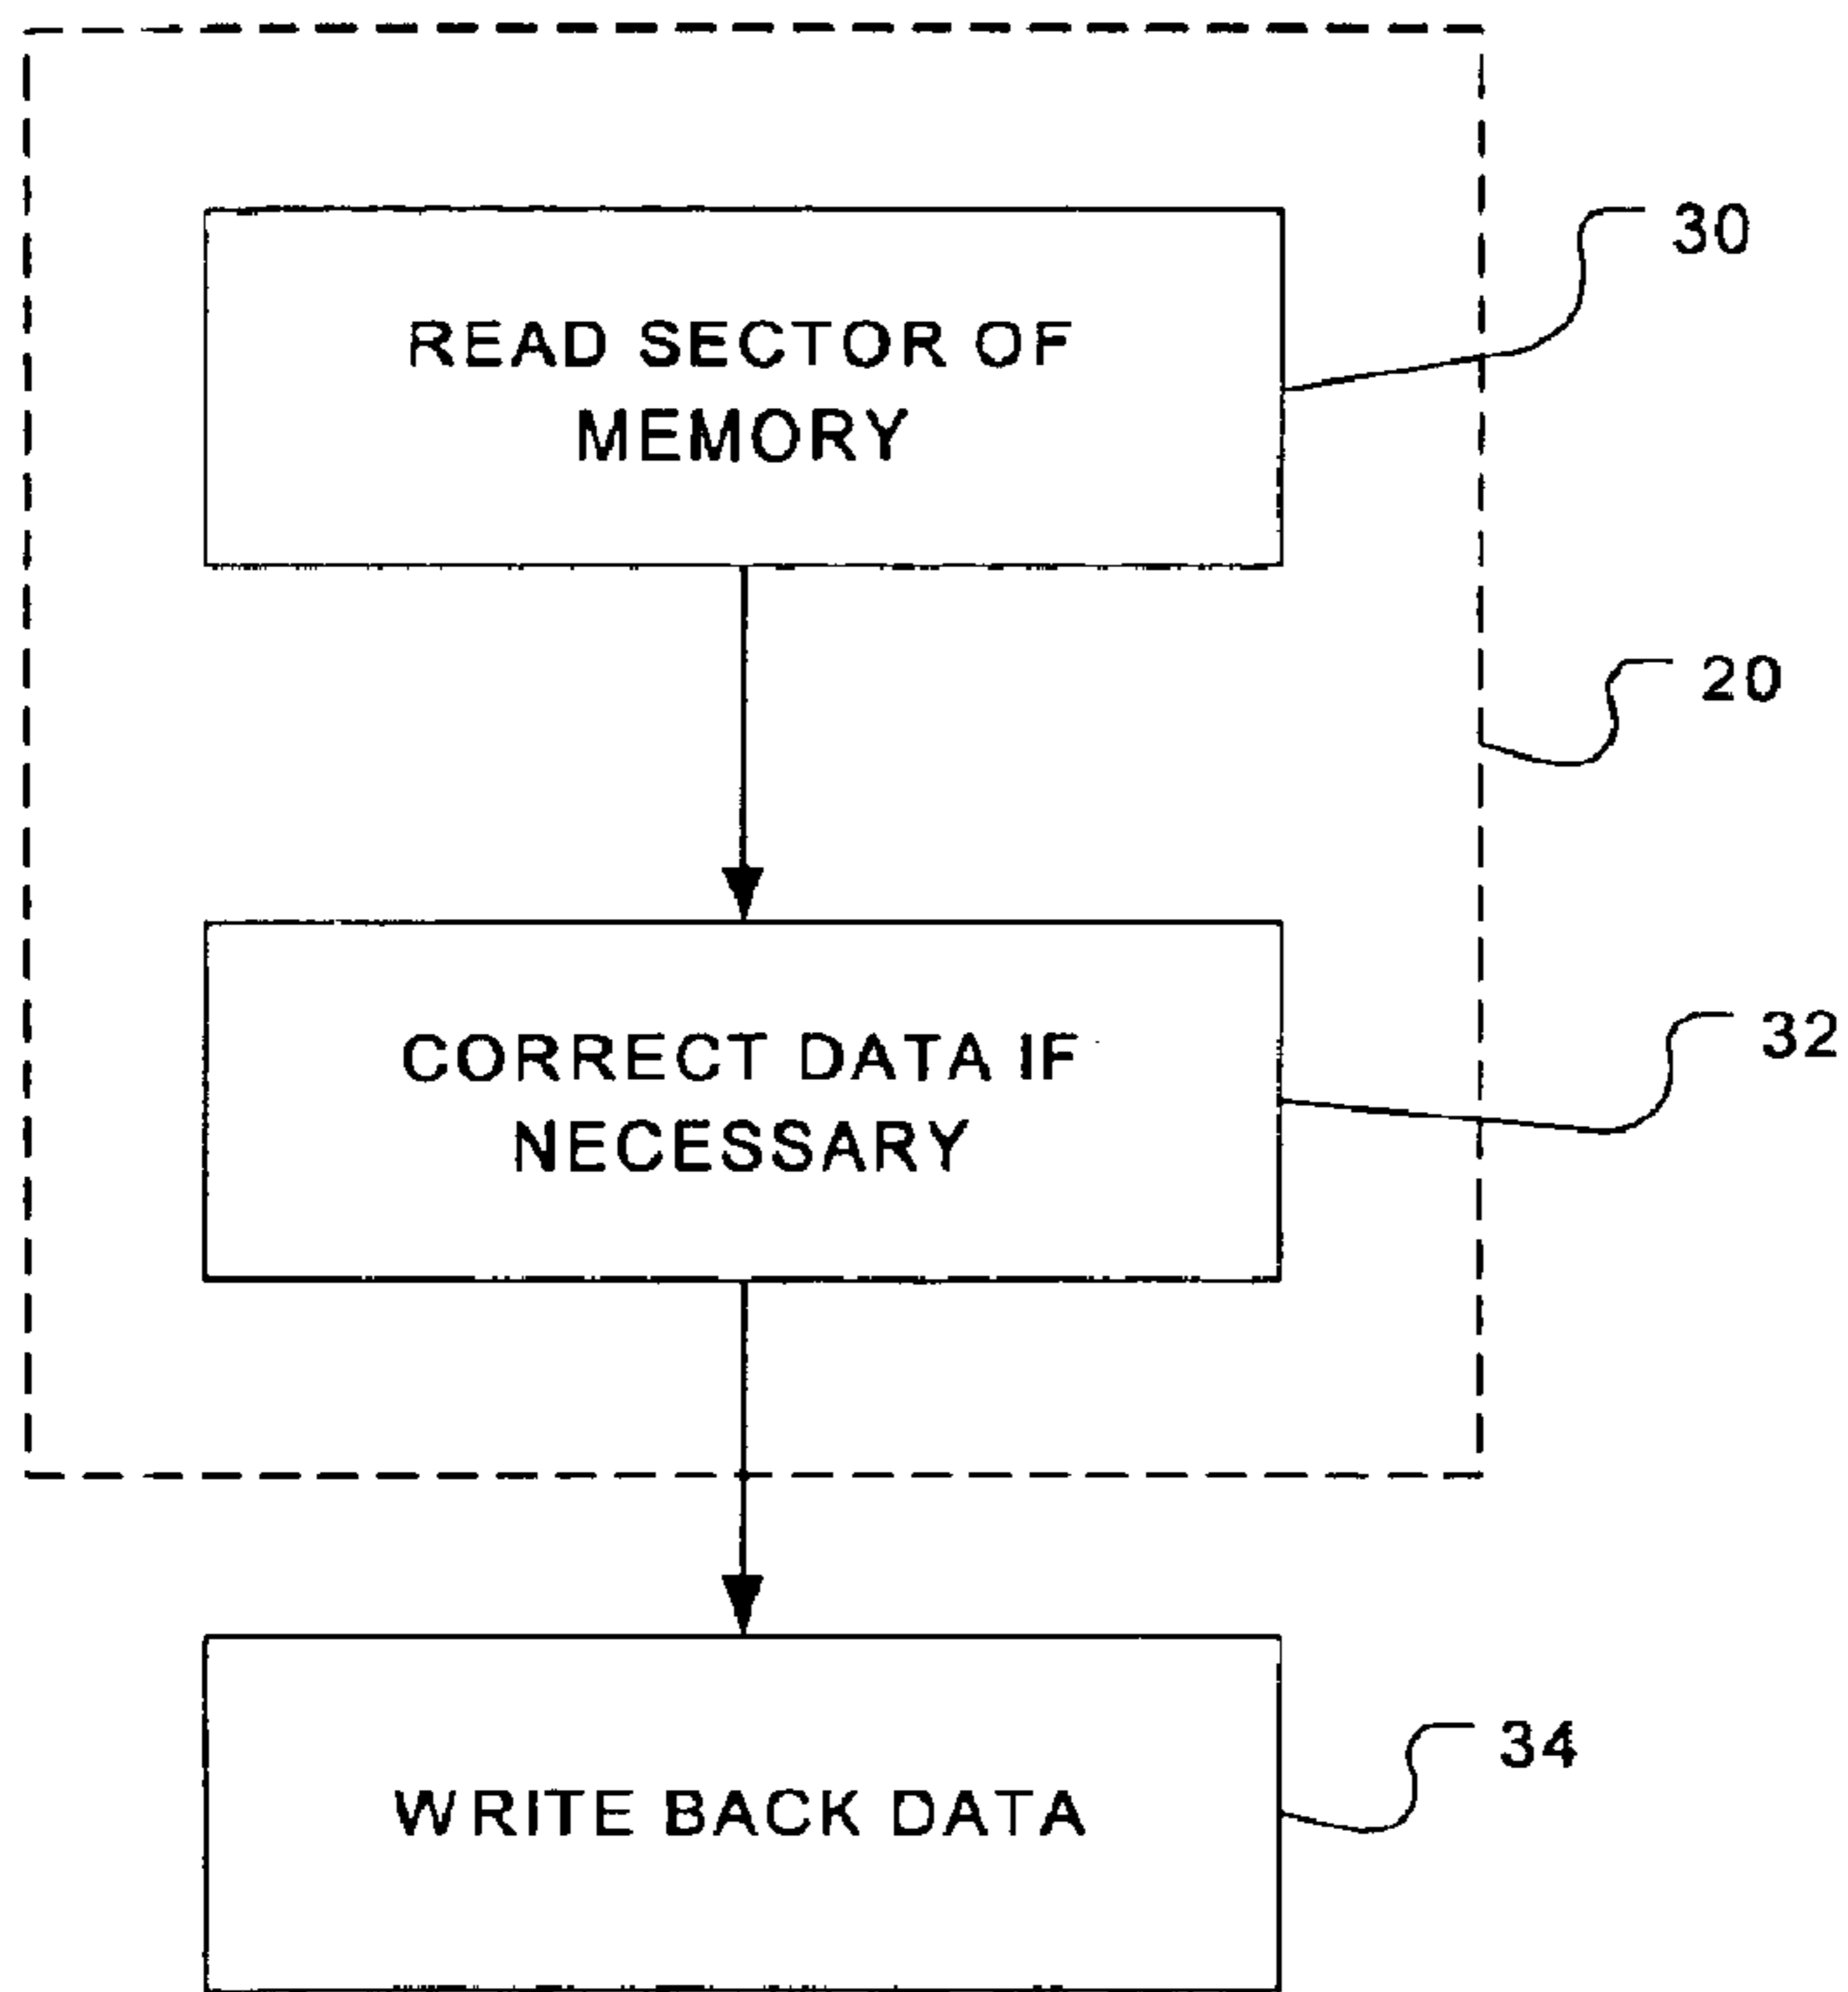 30
READ SECTOR OF
MEMORY
20
32
CORRECT DATA IF
NECESSARY
34
WRITE BACK DATA